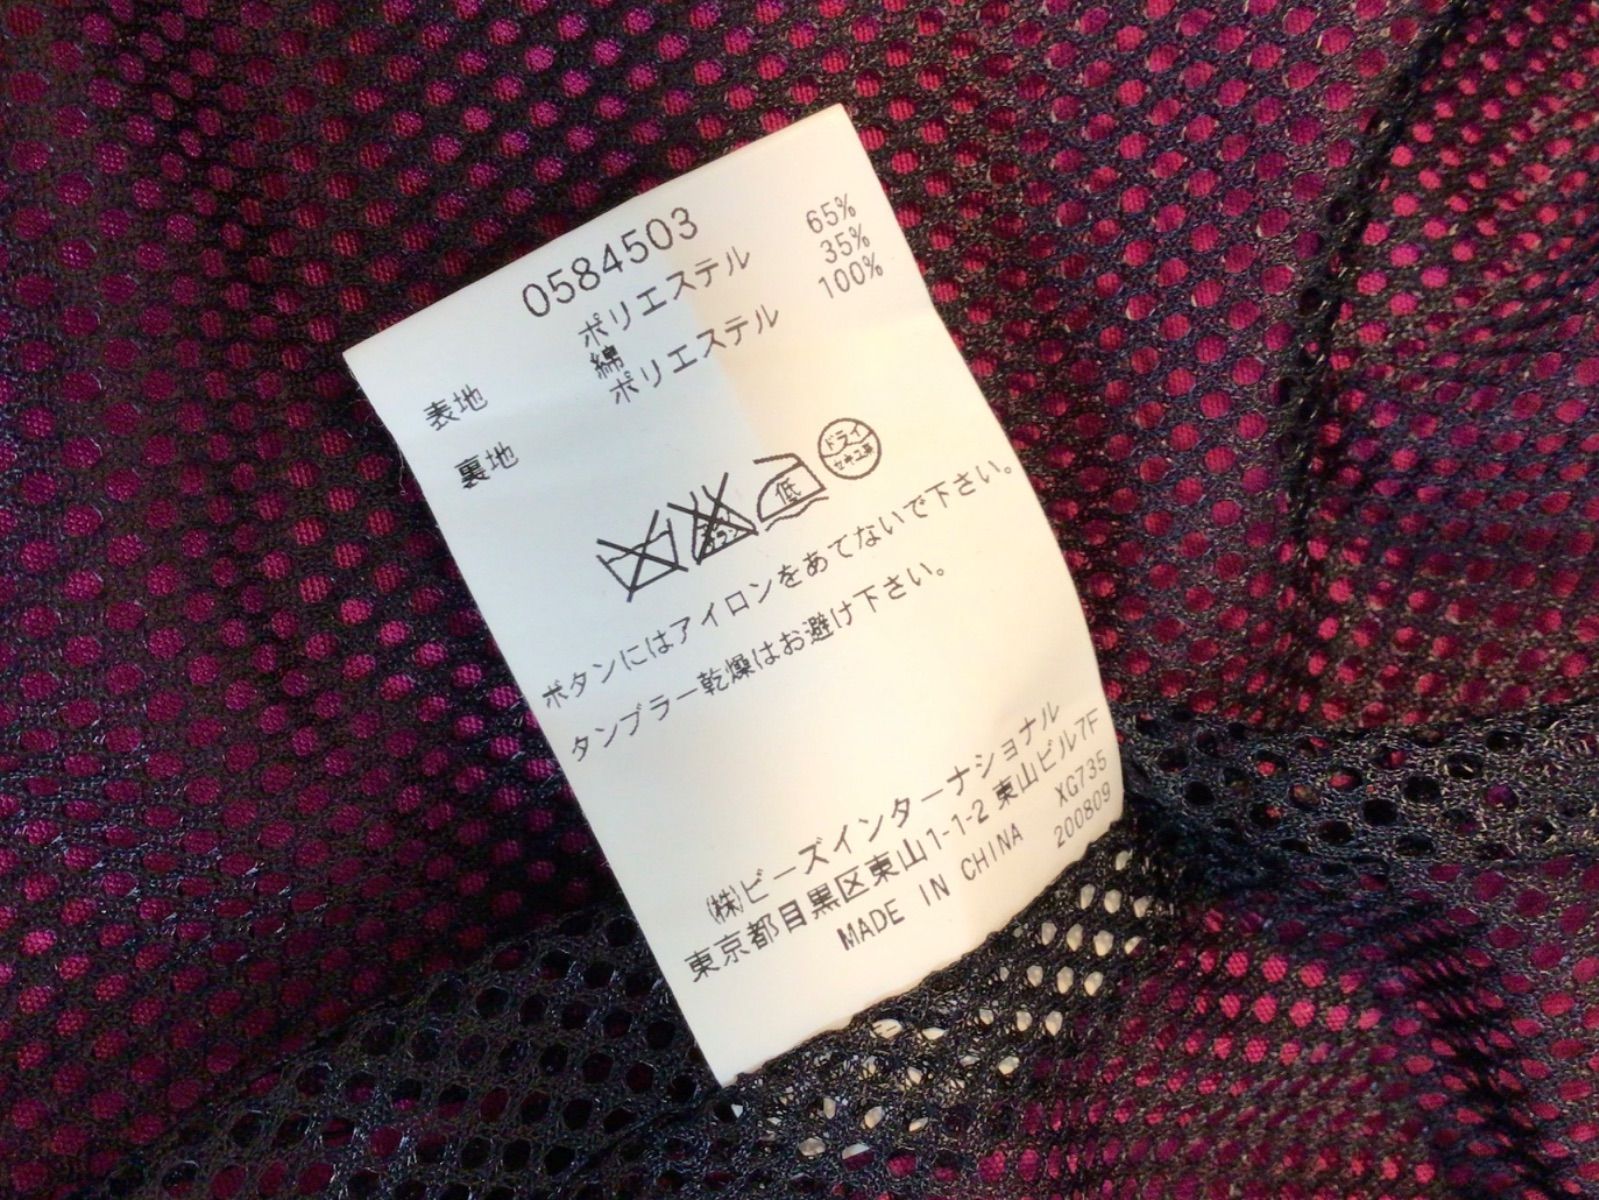 0584503
表地 ポリエステル 65%
綿 35%
裏地 ポリエステル 100%
低
ドライ
セキユ系
ボタンにはアイロンをあてないで下さい。
タンブラー乾燥はお避け下さい。
㈱ビーズインターナショナル
東京都目黒区東山1-1-2 東山ビル7F
XG735
MADE IN CHINA 200809